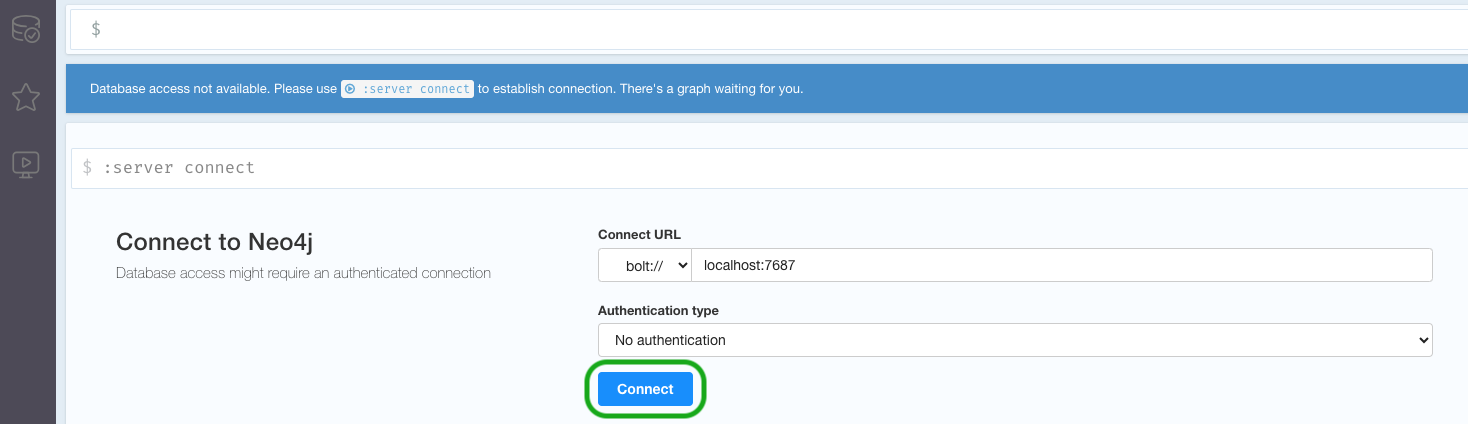 $
Database access not available. Please use :server connect to establish connection. There's a graph waiting for you.
$ :server connect
Connect to Neo4j
Database access might require an authenticated connection
Connect URL
bolt:// localhost:7687
Authentication type
No authentication
Connect